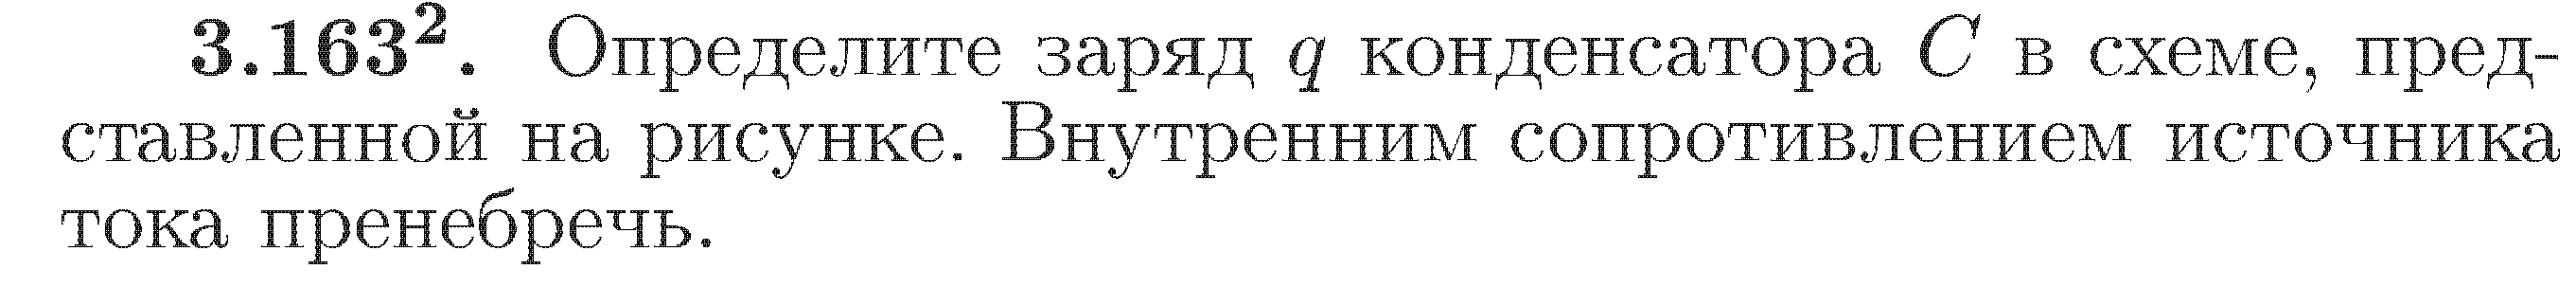 3.163². Определите заряд q конденсатора C в схеме, пред-
ставленной на рисунке. Внутренним сопротивлением источника
тока пренебречь.